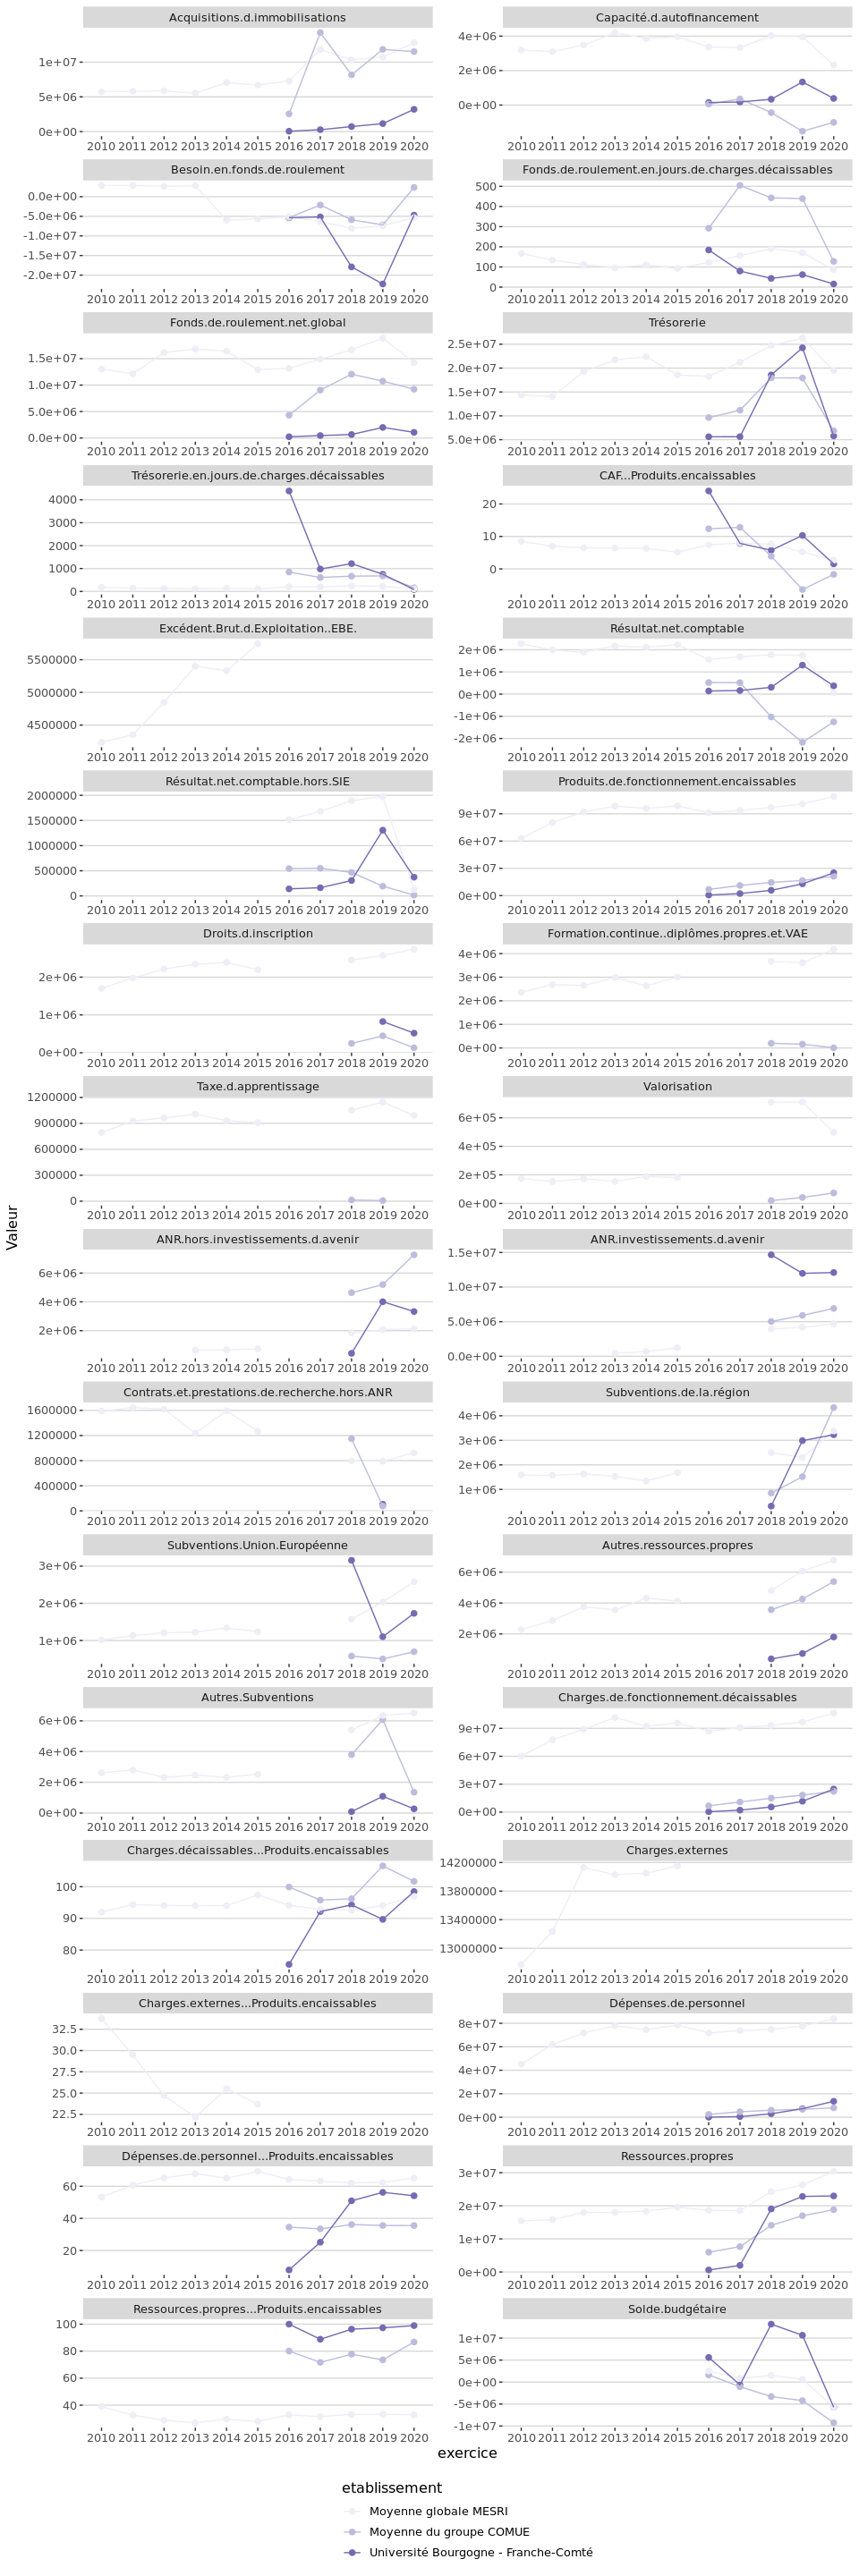 Acquisitions.d.immobilisations
1e+07
5e+06
0e+00
2010 2011 2012 2013 2014 2015 2016 2017 2018 2019 2020
Capacité.d.autofinancement
4e+06
2e+06
0e+00
2010 2011 2012 2013 2014 2015 2016 2017 2018 2019 2020
Besoin.en.fonds.de.roulement
0.0e+00
-5.0e+06
-1.0e+07
-1.5e+07
-2.0e+07
2010 2011 2012 2013 2014 2015 2016 2017 2018 2019 2020
Fonds.de.roulement.en.jours.de.charges.décaissables
500
400
300
200
100
0
2010 2011 2012 2013 2014 2015 2016 2017 2018 2019 2020
Fonds.de.roulement.net.global
1.5e+07
1.0e+07
5.0e+06
0.0e+00
2010 2011 2012 2013 2014 2015 2016 2017 2018 2019 2020
Trésorerie
2.5e+07
2.0e+07
1.5e+07
1.0e+07
5.0e+06
2010 2011 2012 2013 2014 2015 2016 2017 2018 2019 2020
Trésorerie.en.jours.de.charges.décaissables
4000
3000
2000
1000
0
2010 2011 2012 2013 2014 2015 2016 2017 2018 2019 2020
CAF...Produits.encaissables
20
10
0
2010 2011 2012 2013 2014 2015 2016 2017 2018 2019 2020
Excédent.Brut.d.Exploitation..EBE.
5500000
5000000
4500000
2010 2011 2012 2013 2014 2015 2016 2017 2018 2019 2020
Résultat.net.comptable
2e+06
1e+06
0e+00
-1e+06
-2e+06
2010 2011 2012 2013 2014 2015 2016 2017 2018 2019 2020
Résultat.net.comptable.hors.SIE
2000000
1500000
1000000
500000
0
2010 2011 2012 2013 2014 2015 2016 2017 2018 2019 2020
Produits.de.fonctionnement.encaissables
9e+07
6e+07
3e+07
0e+00
2010 2011 2012 2013 2014 2015 2016 2017 2018 2019 2020
Droits.d.inscription
2e+06
1e+06
0e+00
2010 2011 2012 2013 2014 2015 2016 2017 2018 2019 2020
Formation.continue..diplômes.propres.et.VAE
4e+06
3e+06
2e+06
1e+06
0e+00
2010 2011 2012 2013 2014 2015 2016 2017 2018 2019 2020
Taxe.d.apprentissage
1200000
900000
600000
300000
0
2010 2011 2012 2013 2014 2015 2016 2017 2018 2019 2020
Valorisation
6e+05
4e+05
2e+05
0e+00
2010 2011 2012 2013 2014 2015 2016 2017 2018 2019 2020
Valeur
ANR.hors.investissements.d.avenir
6e+06
4e+06
2e+06
2010 2011 2012 2013 2014 2015 2016 2017 2018 2019 2020
ANR.investissements.d.avenir
1.5e+07
1.0e+07
5.0e+06
0.0e+00
2010 2011 2012 2013 2014 2015 2016 2017 2018 2019 2020
Contrats.et.prestations.de.recherche.hors.ANR
1600000
1200000
800000
400000
0
2010 2011 2012 2013 2014 2015 2016 2017 2018 2019 2020
Subventions.de.la.région
4e+06
3e+06
2e+06
1e+06
2010 2011 2012 2013 2014 2015 2016 2017 2018 2019 2020
Subventions.Union.Européenne
3e+06
2e+06
1e+06
2010 2011 2012 2013 2014 2015 2016 2017 2018 2019 2020
Autres.ressources.propres
6e+06
4e+06
2e+06
2010 2011 2012 2013 2014 2015 2016 2017 2018 2019 2020
Autres.Subventions
6e+06
4e+06
2e+06
0e+00
2010 2011 2012 2013 2014 2015 2016 2017 2018 2019 2020
Charges.de.fonctionnement.décaissables
9e+07
6e+07
3e+07
0e+00
2010 2011 2012 2013 2014 2015 2016 2017 2018 2019 2020
Charges.décaissables...Produits.encaissables
100
90
80
2010 2011 2012 2013 2014 2015 2016 2017 2018 2019 2020
Charges.externes
14200000
13800000
13400000
13000000
2010 2011 2012 2013 2014 2015 2016 2017 2018 2019 2020
Charges.externes...Produits.encaissables
32.5
30.0
27.5
25.0
22.5
2010 2011 2012 2013 2014 2015 2016 2017 2018 2019 2020
Dépenses.de.personnel
8e+07
6e+07
4e+07
2e+07
0e+00
2010 2011 2012 2013 2014 2015 2016 2017 2018 2019 2020
Dépenses.de.personnel...Produits.encaissables
60
40
20
2010 2011 2012 2013 2014 2015 2016 2017 2018 2019 2020
Ressources.propres
3e+07
2e+07
1e+07
0e+00
2010 2011 2012 2013 2014 2015 2016 2017 2018 2019 2020
Ressources.propres...Produits.encaissables
100
80
60
40
2010 2011 2012 2013 2014 2015 2016 2017 2018 2019 2020
Solde.budgétaire
1e+07
5e+06
0e+00
-5e+06
-1e+07
2010 2011 2012 2013 2014 2015 2016 2017 2018 2019 2020
exercice
etablissement
Moyenne globale MESRI
Moyenne du groupe COMUE
Université Bourgogne - Franche-Comté